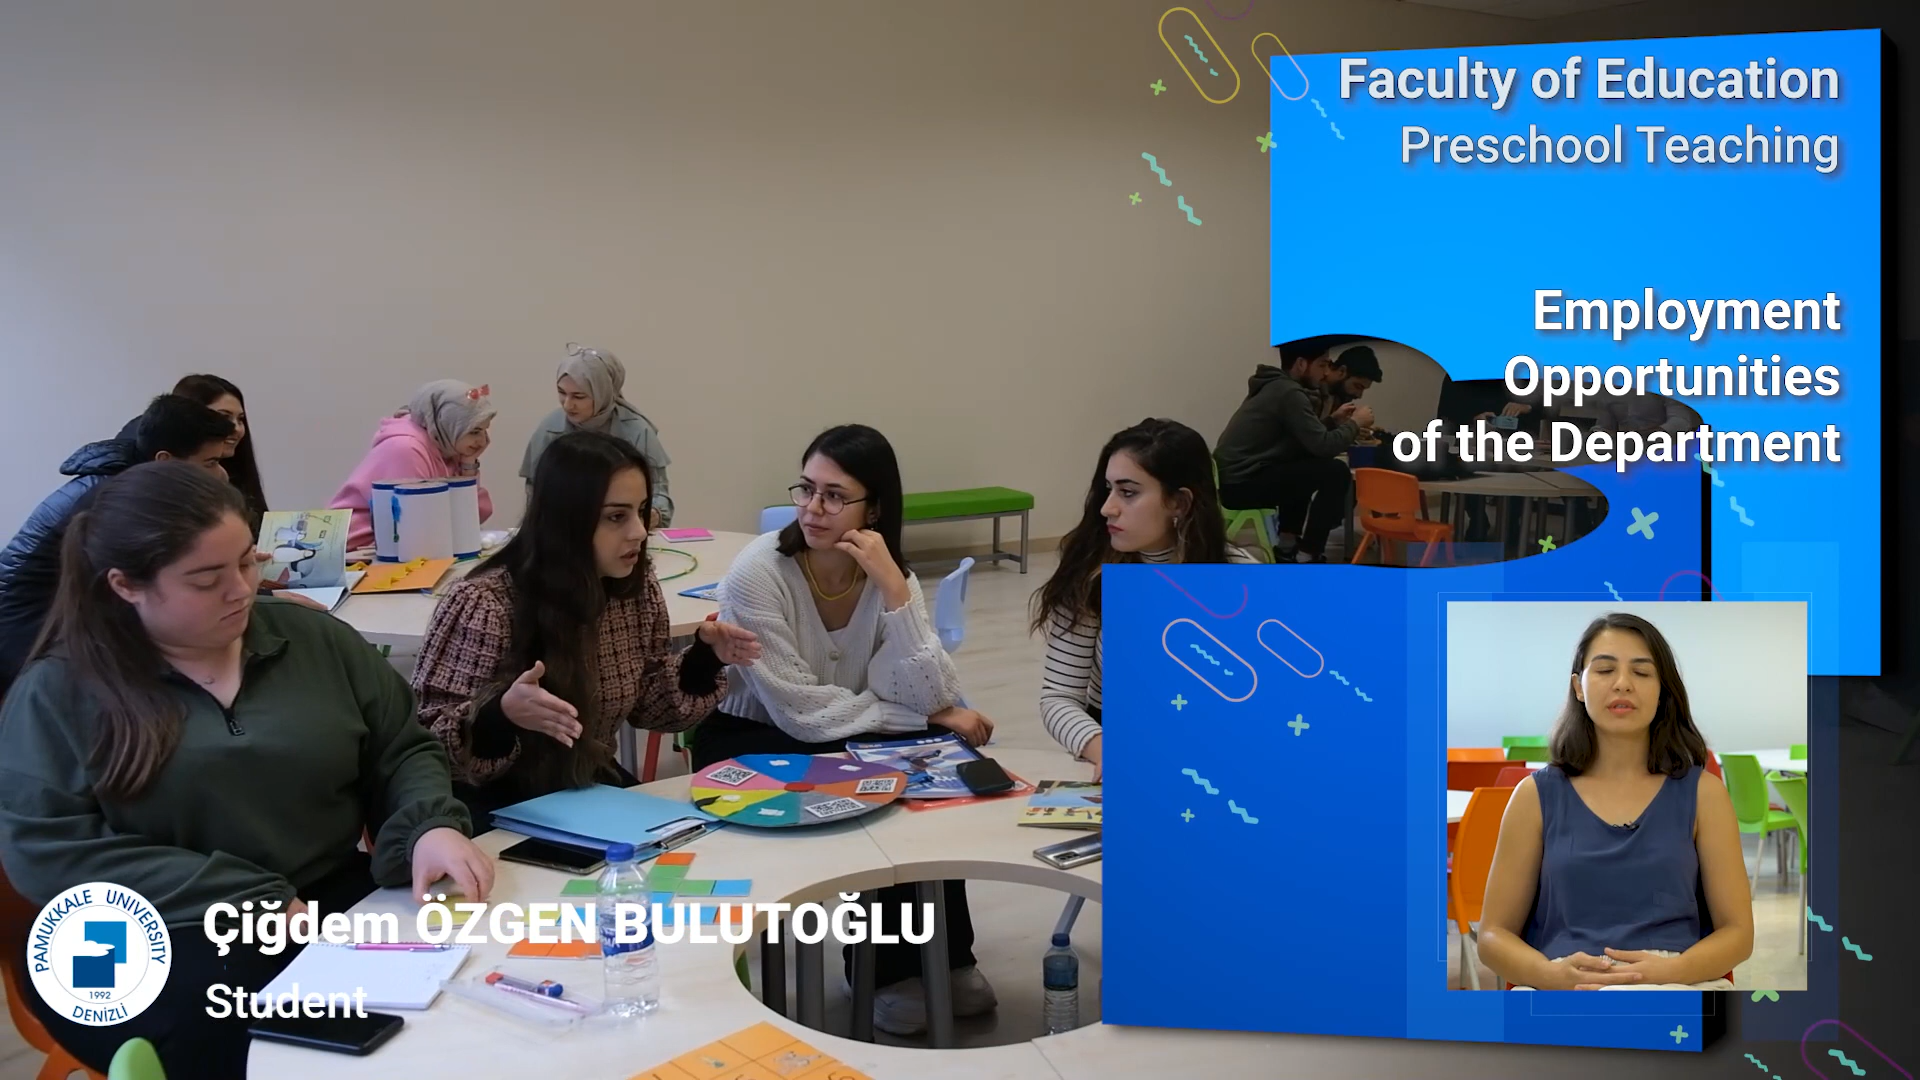 Faculty of Education
Preschool Teaching
Employment
Opportunities
of the Department
Çiğdem ÖZGEN BULUTOĞLU
Student
PAMUKKALE UNIVERSITY
1992
DENİZLİ